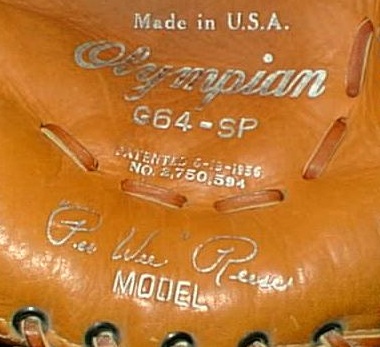 Made in U.S.A.
Olympian
G64-SP
PATENTED 6-19-1956
NO. 2,750,594
"Pee Wee" Reese
MODEL